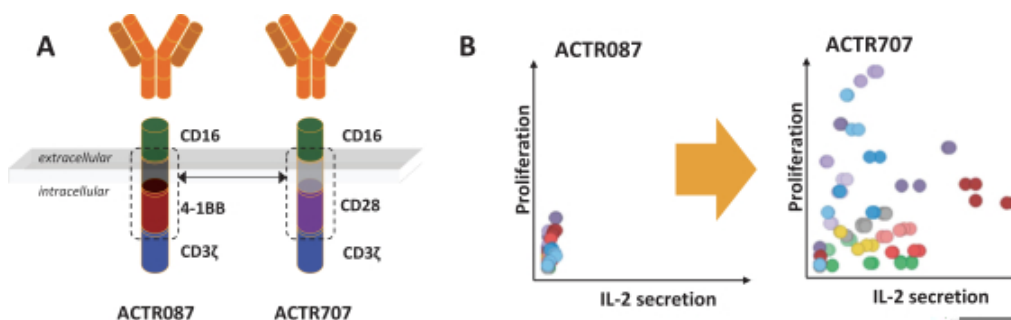 A
CD16
CD16
extracellular
intracellular
4-1BB
CD28
CD3ζ
CD3ζ
ACTR087
ACTR707
B
ACTR087
ACTR707
Proliferation
Proliferation
IL-2 secretion
IL-2 secretion